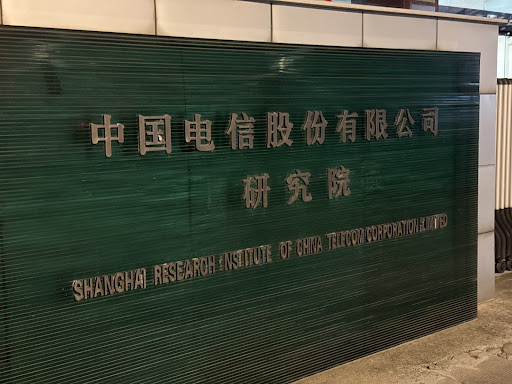 中国电信股份有限公司
研究院
SHANGHAI RESEARCH INSTITUTE OF CHINA TELECOM CORPORATION LIMITED